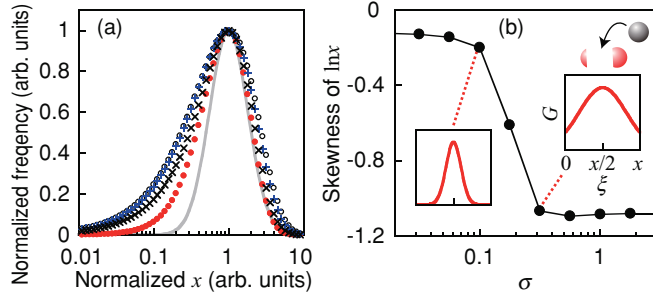 (a)
Normalized freqency (arb. units)
1
0.8
0.6
0.4
0.2
0
0.01
0.1
1
10
Normalized x (arb. units)
(b)
Skewness of lnx
-0
-0.4
-0.8
-1.2
0.1
1
σ
G
0
x/2
x
ξ